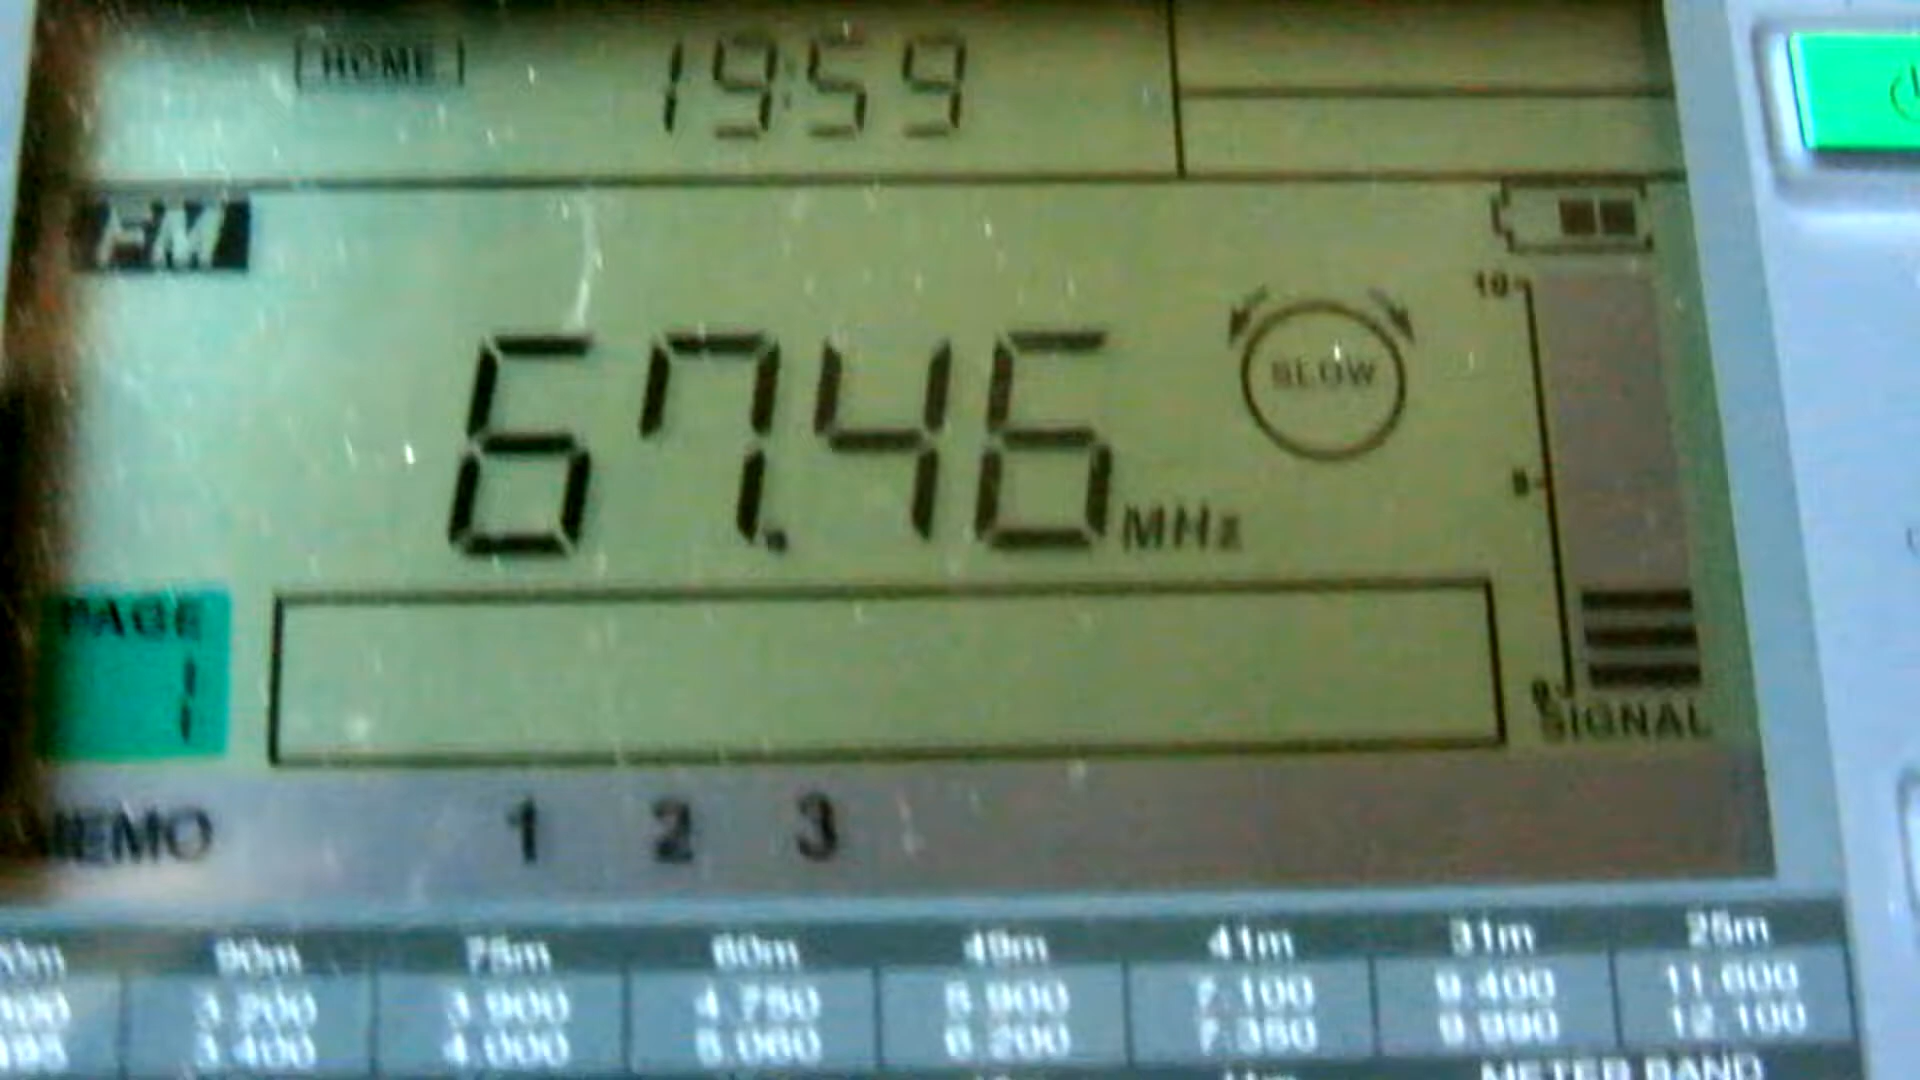 HOME 19:59
FM
10
67.46 MHz SLOW
5
PAGE
1
0
SIGNAL
MEMO 1 2 3
90m 75m 60m 49m 41m 31m 25m
3.200 3.900 4.750 5.900 7.100 9.400 11.600
3.400 4.000 5.060 6.200 7.350 9.990 12.100
METER BAND